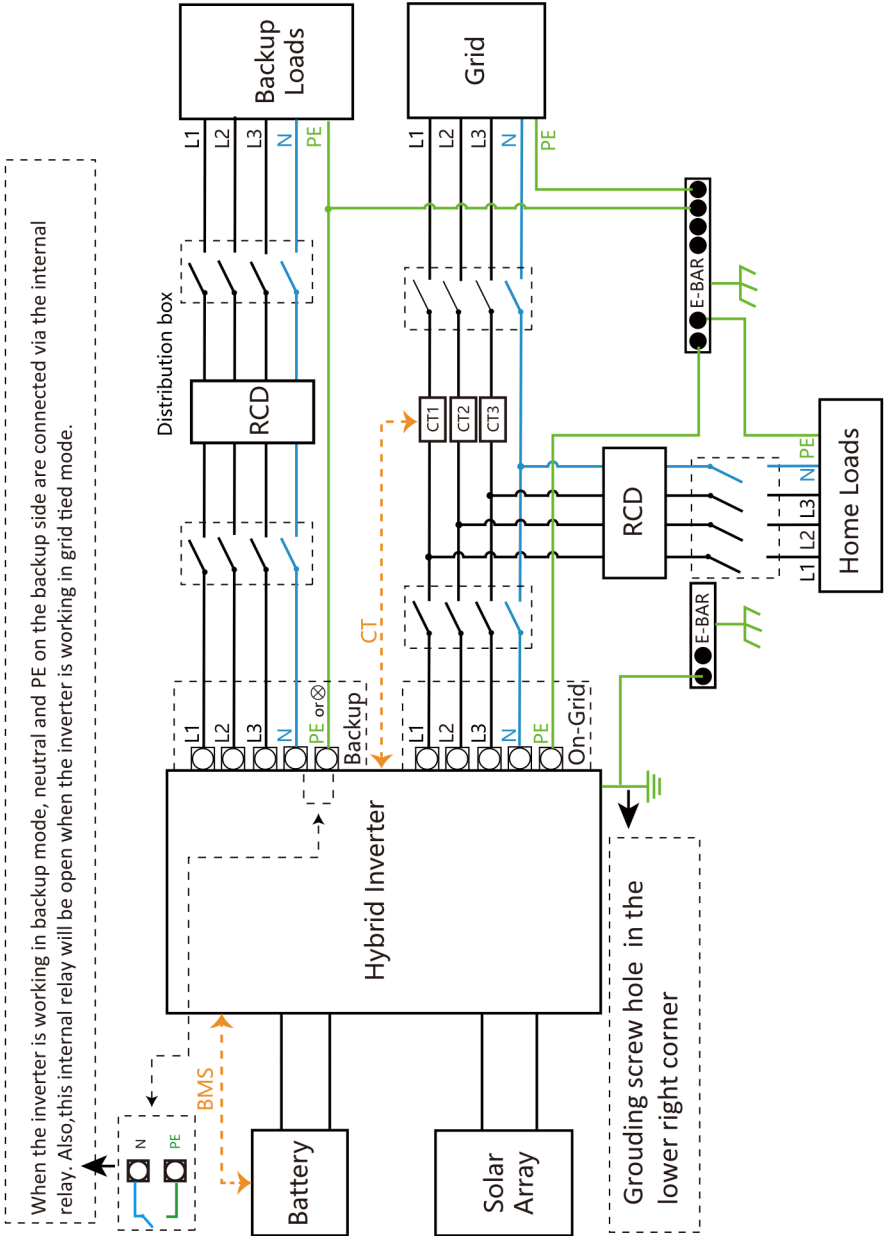 When the inverter is working in backup mode, neutral and PE on the backup side are connected via the internal
relay. Also,this internal relay will be open when the inverter is working in grid tied mode.
N
PE
BMS
Battery
Solar
Array
Hybrid Inverter
Grouding screw hole in the
lower right corner
L1
L2
L3
N
PE or
Backup
L1
L2
L3
N
PE
On-Grid
CT
E-BAR
Distribution box
RCD
CT1
CT2
CT3
RCD
L1 L2 L3 N PE
Home Loads
E-BAR
L1
L2
L3
N
PE
Backup
Loads
L1
L2
L3
N
PE
Grid